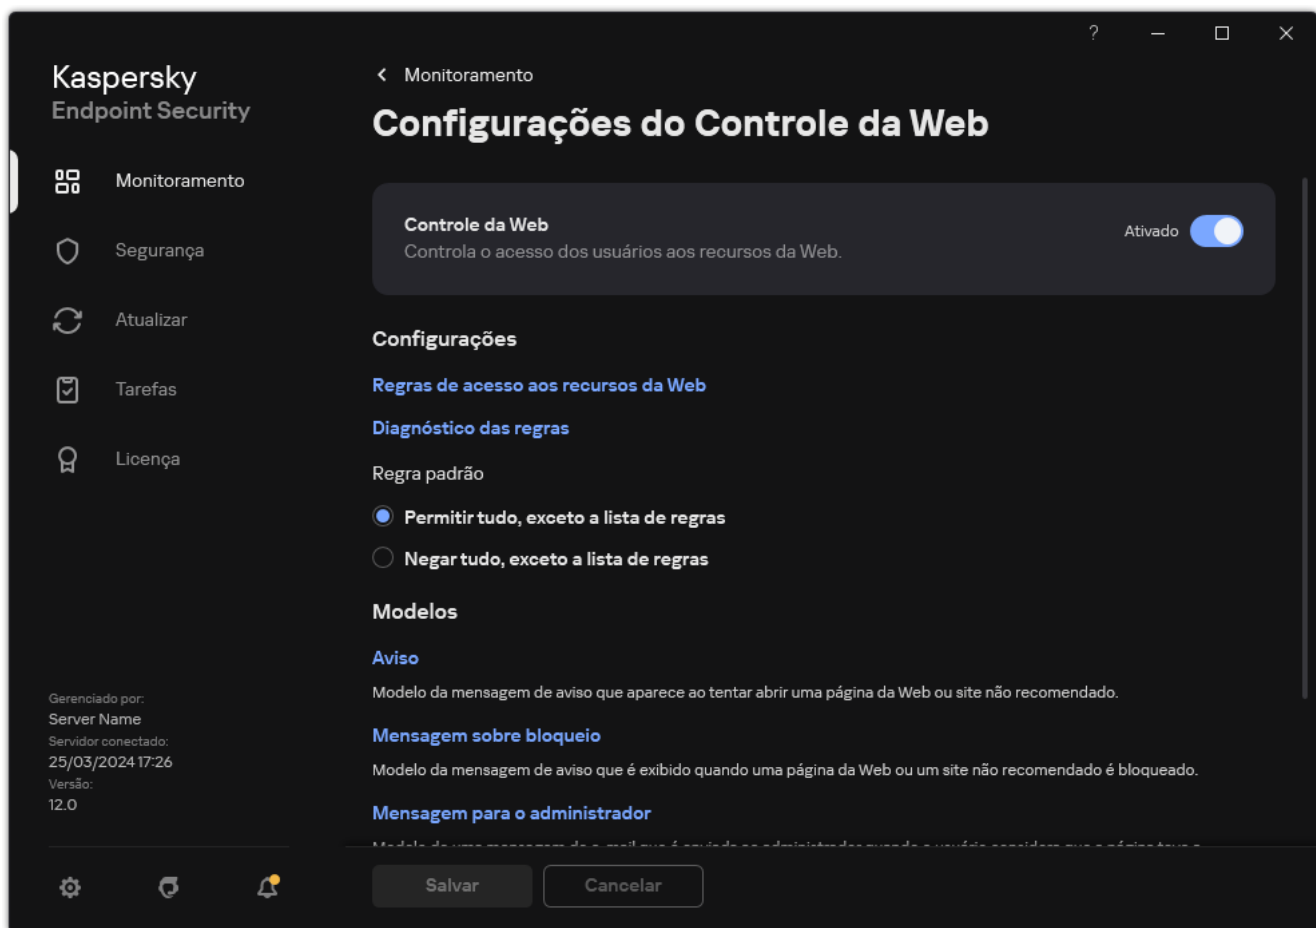 ?
Kaspersky
Endpoint Security
Monitoramento
Segurança
Atualizar
Tarefas
Licença
Gerenciado por:
Server Name
Servidor conectado:
25/03/2024 17:26
Versão:
12.0
Monitoramento
Configurações do Controle da Web
Controle da Web
Controla o acesso dos usuários aos recursos da Web.
Ativado
Configurações
Regras de acesso aos recursos da Web
Diagnóstico das regras
Regra padrão
Permitir tudo, exceto a lista de regras
Negar tudo, exceto a lista de regras
Modelos
Aviso
Modelo da mensagem de aviso que aparece ao tentar abrir uma página da Web ou site não recomendado.
Mensagem sobre bloqueio
Modelo da mensagem de aviso que é exibido quando uma página da Web ou um site não recomendado é bloqueado.
Mensagem para o administrador
Salvar
Cancelar